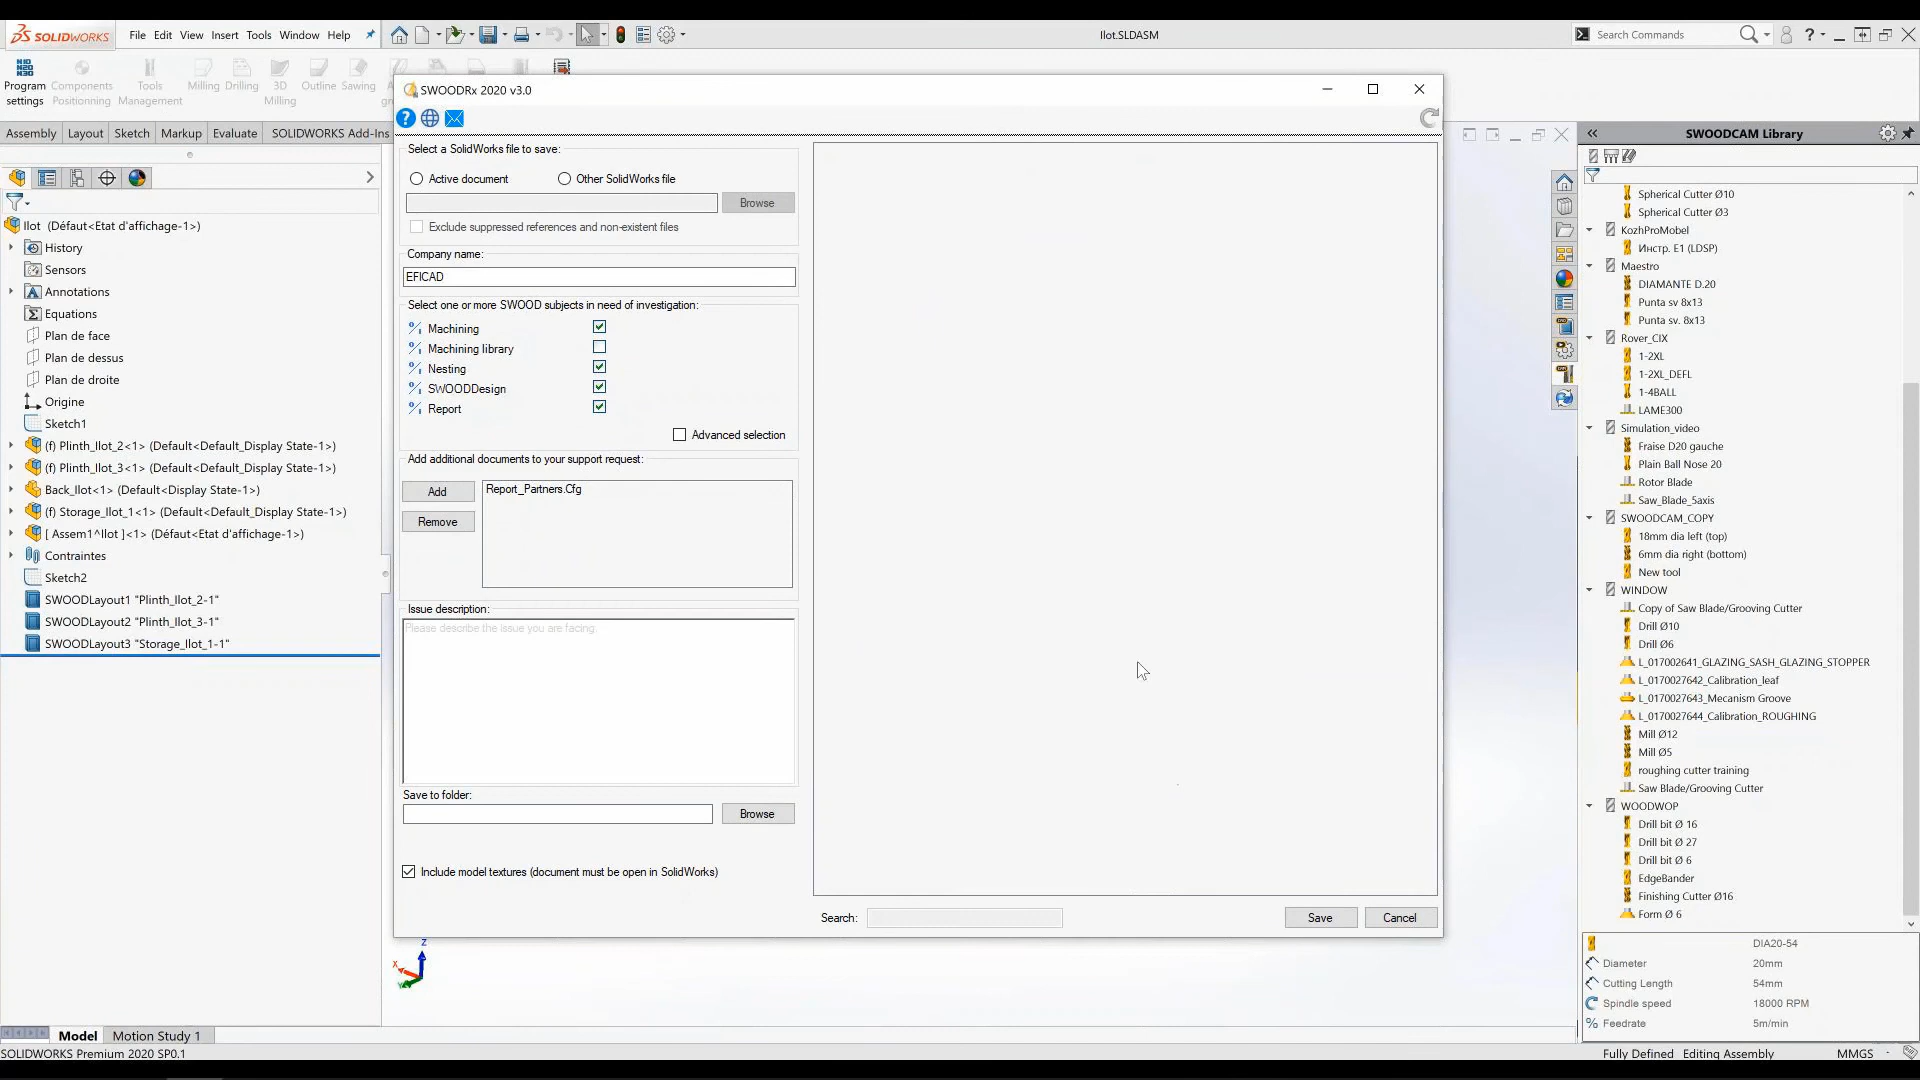 SOLIDWORKS File Edit View Insert Tools Window Help Ilot.SLDASM Search Commands
Program settings
Components Positioning
Tools Management
Milling
Drilling
3D Milling
Outline
Sawing
Assembly Layout Sketch Markup Evaluate SOLIDWORKS Add-Ins
Ilot (Défaut<Etat d'affichage-1>)
History
Sensors
Annotations
Equations
Plan de face
Plan de dessus
Plan de droite
Origine
Sketch1
(f) Plinth_Ilot_2<1> (Default<Default_Display State-1>)
(f) Plinth_Ilot_3<1> (Default<Default_Display State-1>)
Back_Ilot<1> (Default<Display State-1>)
(f) Storage_Ilot_1<1> (Default<Default_Display State-1>)
[ Assem1^Ilot ]<1> (Défaut<Etat d'affichage-1>)
Contraintes
Sketch2
SWOODLayout1 "Plinth_Ilot_2-1"
SWOODLayout2 "Plinth_Ilot_3-1"
SWOODLayout3 "Storage_Ilot_1-1"
SWOODRx 2020 v3.0
Select a SolidWorks file to save:
Active document
Other SolidWorks file
Browse
Exclude suppressed references and non-existent files
Company name:
EFICAD
Select one or more SWOOD subjects in need of investigation:
Machining
Machining library
Nesting
SWOODDesign
Report
Advanced selection
Add additional documents to your support request:
Add
Report_Partners.Cfg
Remove
Issue description:
Please describe the issue you are facing.
Save to folder:
Browse
Include model textures (document must be open in SolidWorks)
Search:
Save
Cancel
Z
X
Y
SWOODCAM Library
Spherical Cutter Ø10
Spherical Cutter Ø3
KozhProMobel
Инстр. E1 (LDSP)
Maestro
DIAMANTE D.20
Punta sv 8x13
Punta sv. 8x13
Rover_CIX
1-2XL
1-2XL_DEFL
1-4BALL
LAME300
Simulation_video
Fraise D20 gauche
Plain Ball Nose 20
Rotor Blade
Saw_Blade_5axis
SWOODCAM_COPY
18mm dia left (top)
6mm dia right (bottom)
New tool
WINDOW
Copy of Saw Blade/Grooving Cutter
Drill Ø10
Drill Ø6
L_017002641_GLAZING_SASH_GLAZING_STOPPER
L_0170027642_Calibration_leaf
L_0170027643_Mecanism Groove
L_0170027644_Calibration_ROUGHING
Mill Ø12
Mill Ø5
roughing cutter training
Saw Blade/Grooving Cutter
WOODWOP
Drill bit Ø 16
Drill bit Ø 27
Drill bit Ø 6
EdgeBander
Finishing Cutter Ø16
Form Ø 6
DIA20-54
Diameter 20mm
Cutting Length 54mm
Spindle speed 18000 RPM
Feedrate 5m/min
Model Motion Study 1
SOLIDWORKS Premium 2020 SP0.1
Fully Defined Editing Assembly MMGS